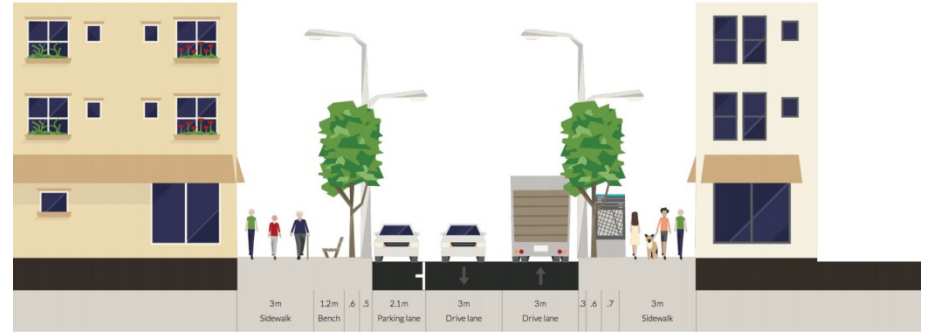 3m 1.2m .6 .5 2.1m 3m 3m .3 .6 .7 3m
Sidewalk Bench Parking lane Drive lane Drive lane Sidewalk